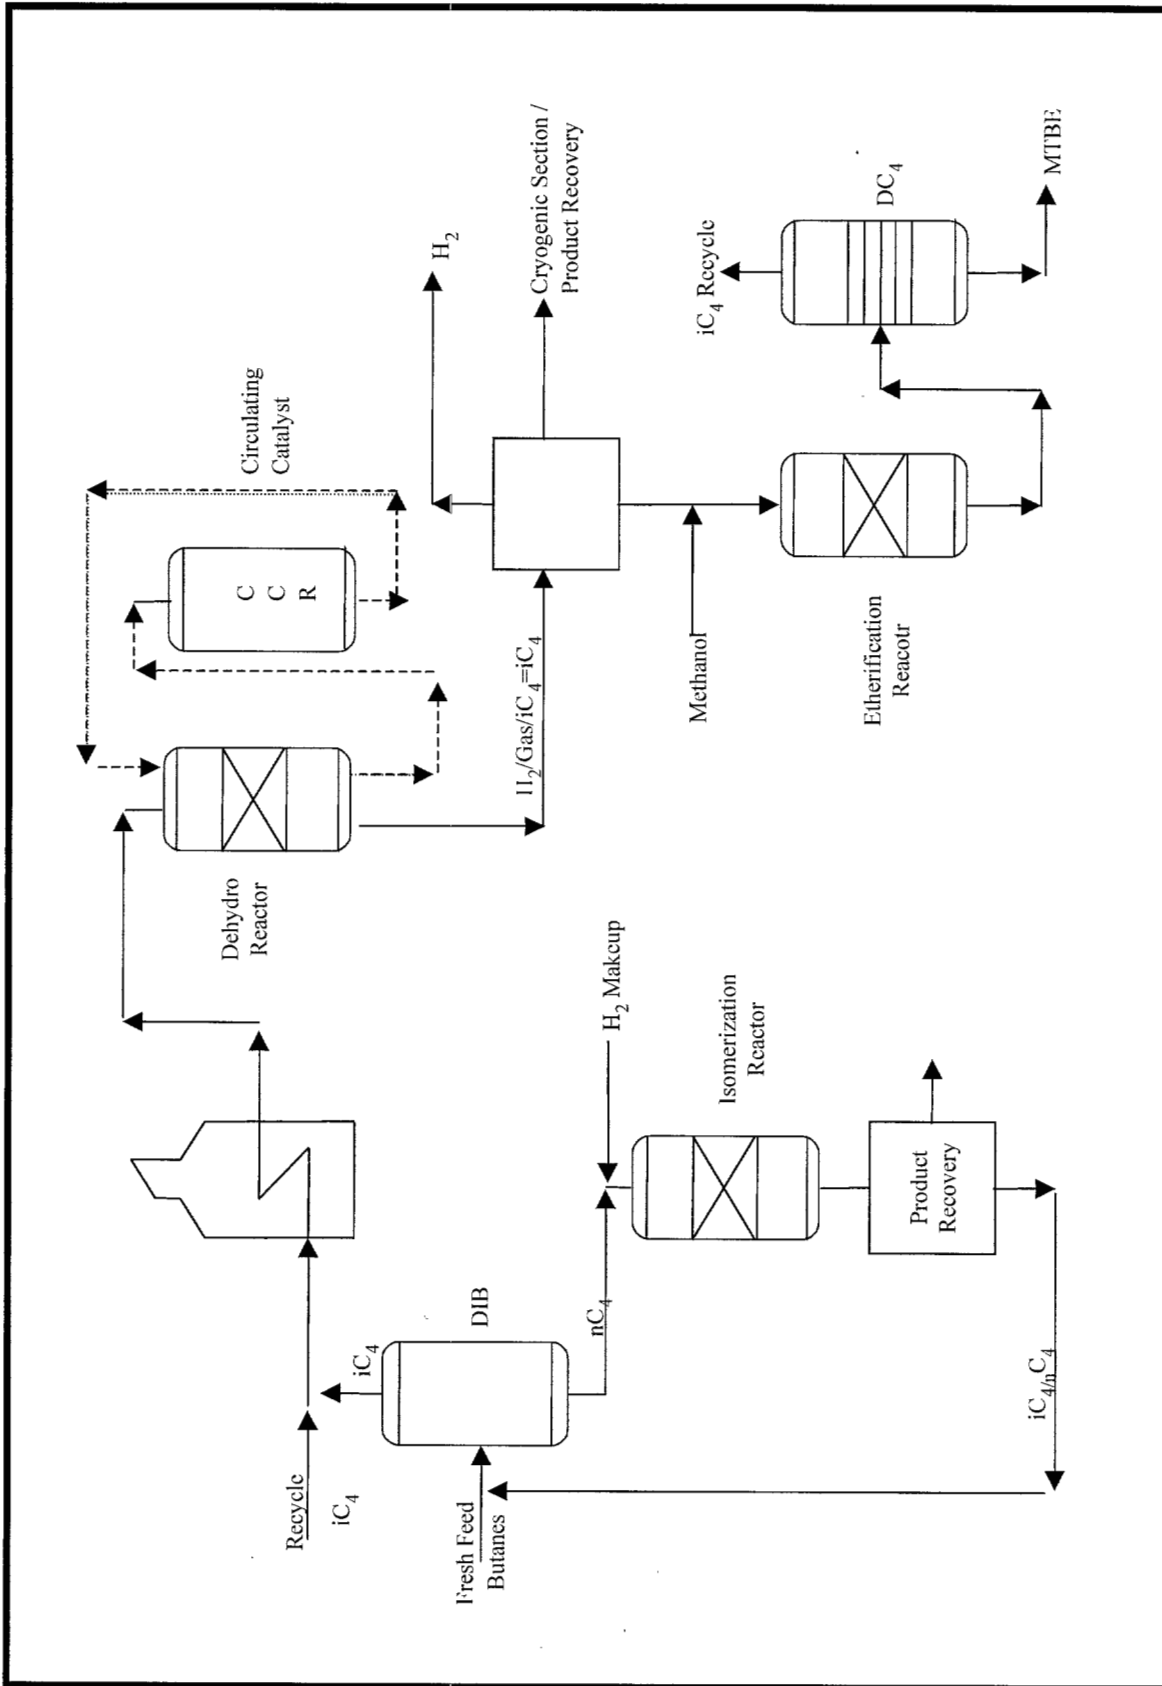 Recycle
iC4
Fresh Feed
Butanes
iC4
DIB
nC4
iC4/nC4
H2 Makeup
Isomerization
Reactor
Product
Recovery
Dehydro
Reactor
C
C
R
Circulating
Catalyst
H2/Gas/iC4=iC4
H2
Cryogenic Section /
Product Recovery
Methanol
Etherification
Reacotr
iC4 Recycle
DC4
MTBE